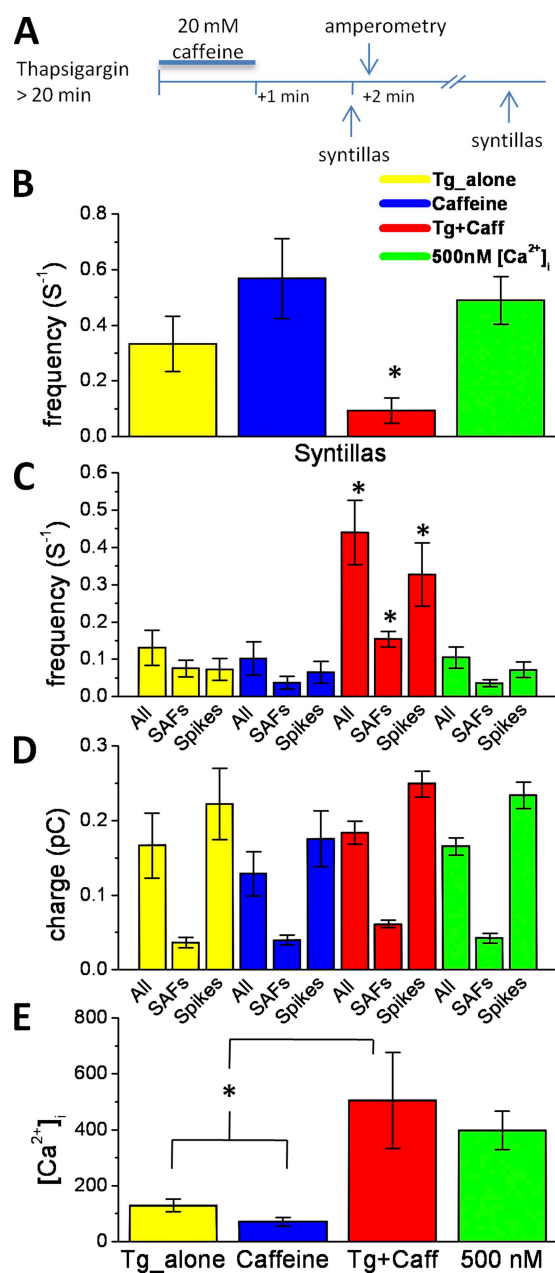 A
20 mM
caffeine
amperometry
Thapsigargin
> 20 min
+1 min
+2 min
syntillas
syntillas
B
Tg_alone
Caffeine
Tg+Caff
500nM [Ca²⁺]ᵢ
frequency (S⁻¹)
0.8
0.6
0.4
0.2
0.0
*
Syntillas
C
frequency (S⁻¹)
0.6
0.5
0.4
0.3
0.2
0.1
0.0
* * *
All SAFs Spikes All SAFs Spikes All SAFs Spikes All SAFs Spikes
D
charge (pC)
0.3
0.2
0.1
0.0
All SAFs Spikes All SAFs Spikes All SAFs Spikes All SAFs Spikes
E
[Ca²⁺]ᵢ
800
600
400
200
0
*
Tg_alone Caffeine Tg+Caff 500 nM